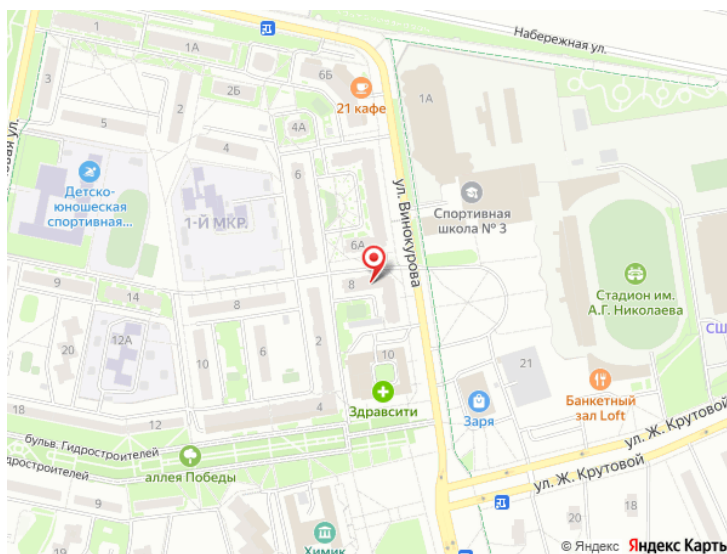 Набережная ул.
1
1А
6Б
21 кафе
1А
3
2
2Б
4А
5
4
6
Детско-
юношеская
спортивная...
1-Й МКР.
ул. Винокурова
Спортивная
школа № 3
6А
8
9
14
8
Стадион им.
А.Г. Николаева
СШ
20
12А
10
6
2
10
21
Здравсити
Заря
Банкетный
зал Loft
18
12
4
бульв. Гидростроителей
ул. Ж. Крутовой
дростроителей
аллея Победы
ул. Ж. Крутовой
9
1
Химик
20
18
© Яндекс Яндекс Карты